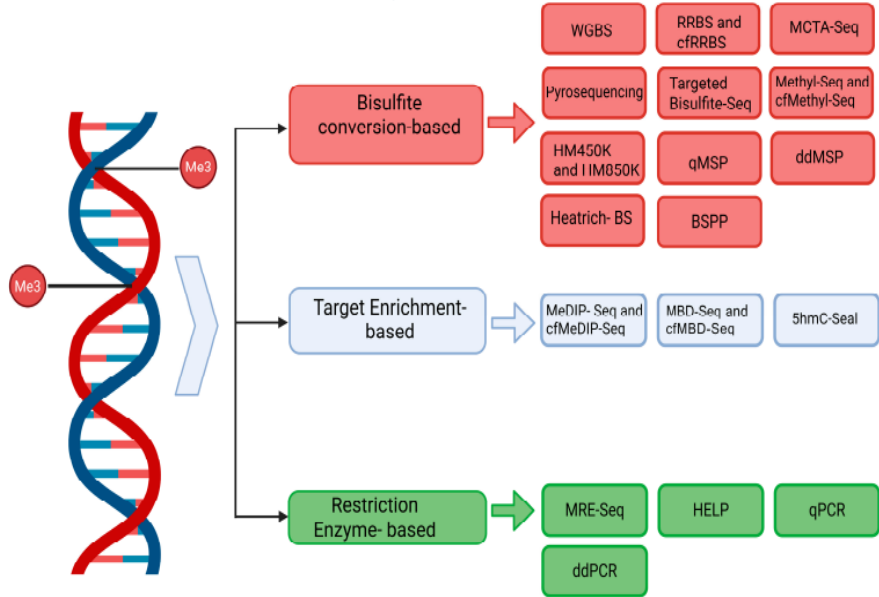 WGBS
RRBS and
cfRRBS
MCTA-Seq
Bisulfite
conversion-based
Pyrosequencing
Targeted
Bisulfite-Seq
Methyl-Seq and
cfMethyl-Seq
Me3
HM450K
and HM850K
qMSP
ddMSP
Heatrich- BS
BSPP
Me3
Target Enrichment-
based
MeDIP- Seq and
cfMeDIP-Seq
MBD-Seq and
cfMBD-Seq
5hmC-Seal
Restriction
Enzyme- based
MRE-Seq
HELP
qPCR
ddPCR